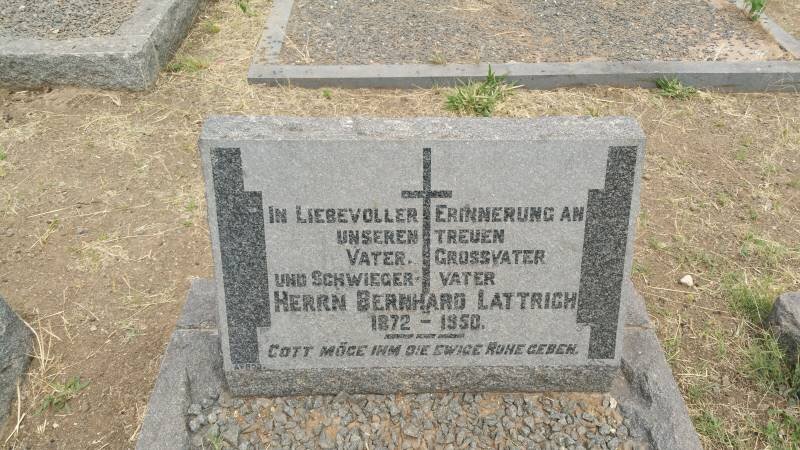 IN LIEBEVOLLER ERINNERUNG AN
UNSEREN TREUEN
VATER, GROSSVATER
UND SCHWIEGER- VATER
HERRN BERNHARD LATTRICH
1872 - 1950.
GOTT MÖGE IHM DIE EWIGE RUHE GEBEN.